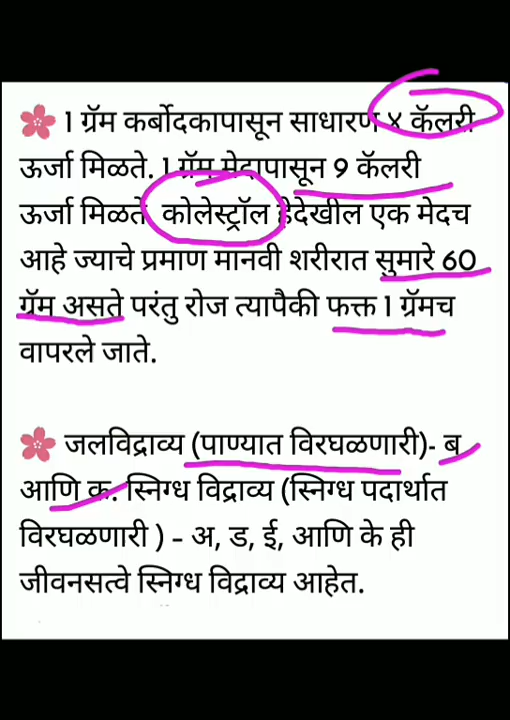 1 ग्रॅम कर्बोदकापासून साधारण ४ कॅलरी
ऊर्जा मिळते. 1 ग्रॅम मेदापासून 9 कॅलरी
ऊर्जा मिळते. कोलेस्ट्रॉल हेदेखील एक मेदच
आहे ज्याचे प्रमाण मानवी शरीरात सुमारे 60
ग्रॅम असते परंतु रोज त्यापैकी फक्त 1 ग्रॅमच
वापरले जाते.
जलविद्राव्य (पाण्यात विरघळणारी)- ब
आणि क. स्निग्ध विद्राव्य (स्निग्ध पदार्थात
विरघळणारी ) – अ, ड, ई, आणि के ही
जीवनसत्वे स्निग्ध विद्राव्य आहेत.